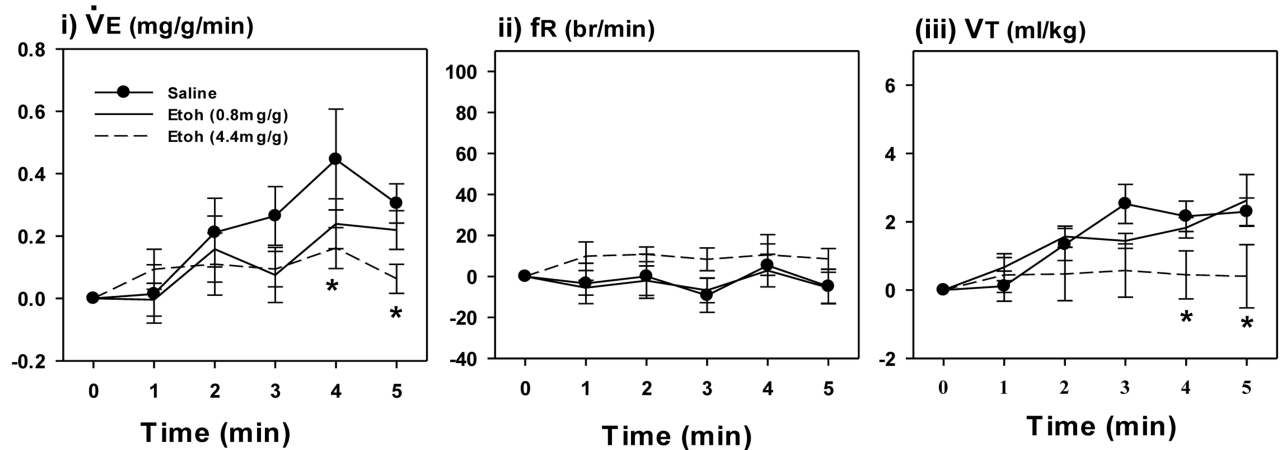 i) V̇E (mg/g/min)
0.8
0.6
0.4
0.2
0.0
-0.2
Saline
Etoh (0.8mg/g)
Etoh (4.4mg/g)
*
*
0 1 2 3 4 5
Time (min)
ii) fR (br/min)
100
80
60
40
20
0
-20
-40
0 1 2 3 4 5
Time (min)
(iii) VT (ml/kg)
6
4
2
0
-2
*
*
0 1 2 3 4 5
Time (min)